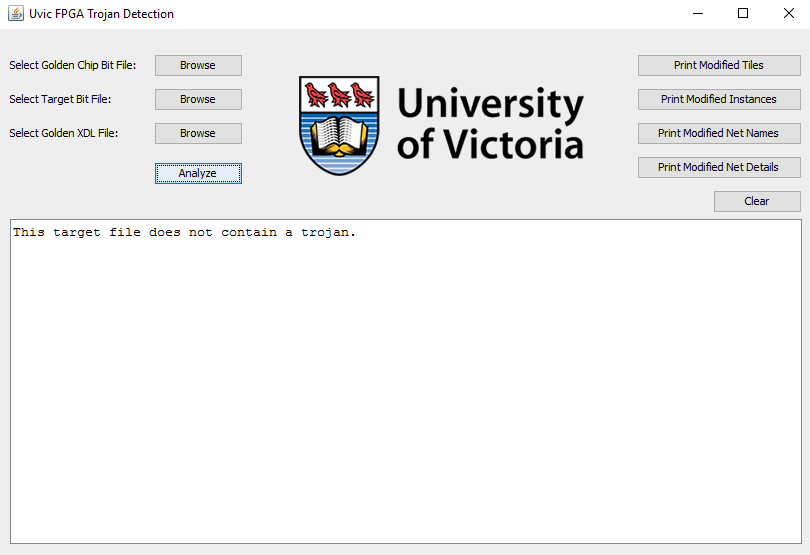 Uvic FPGA Trojan Detection
Select Golden Chip Bit File:
Browse
Select Target Bit File:
Browse
Select Golden XDL File:
Browse
Analyze
University
of Victoria
Print Modified Tiles
Print Modified Instances
Print Modified Net Names
Print Modified Net Details
Clear
This target file does not contain a trojan.